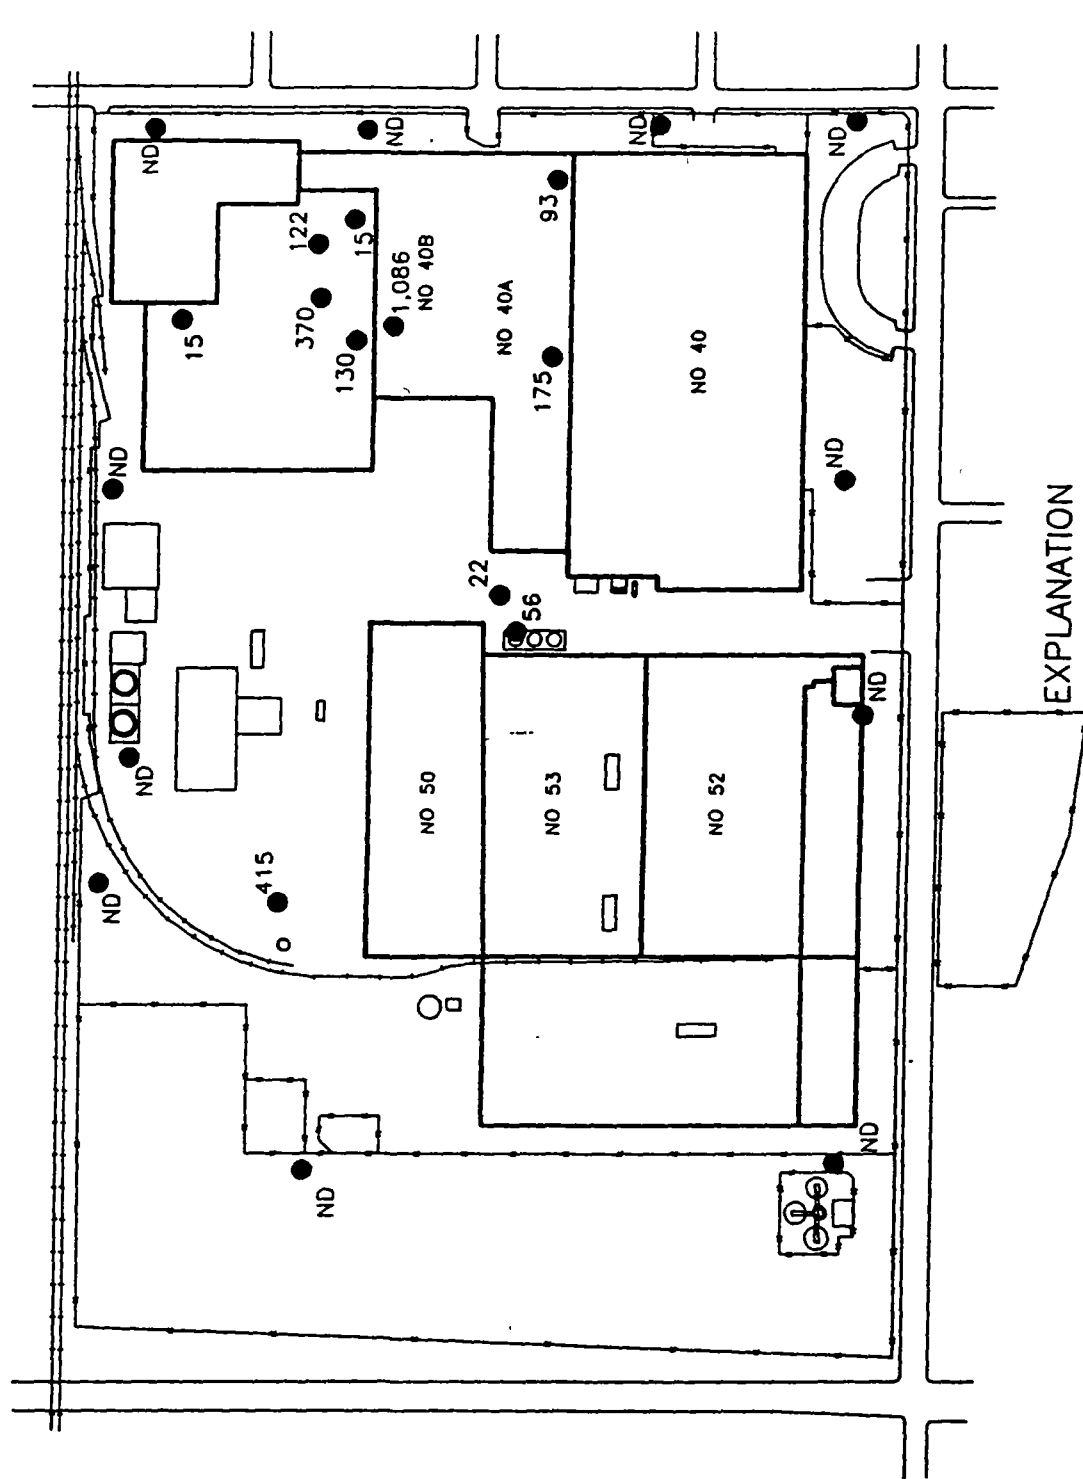 ND
ND
ND
ND
93
122
15
1,086
NO 40B
NO 40A
370
15
130
175
NO 40
ND
ND
22
56
EXPLANATION
ND
ND
NO 50
NO 53
NO 52
415
ND
ND
ND